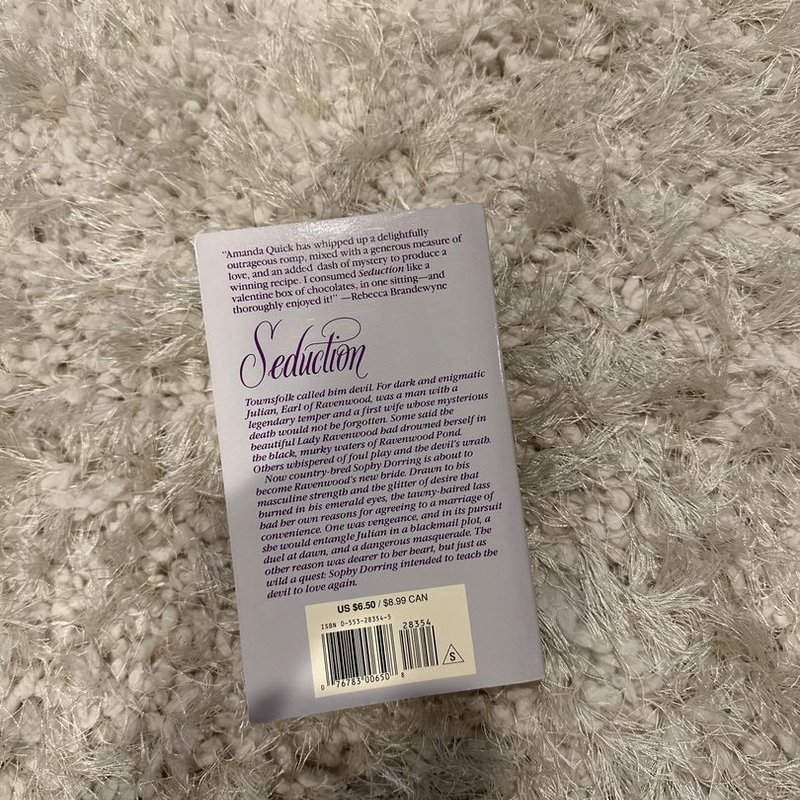 "Amanda Quick has whipped up a delightfully
outrageous romp, mixed with a generous measure of
love, and an added dash of mystery to produce a
winning recipe. I consumed Seduction like a
valentine box of chocolates, in one sitting—and
thoroughly enjoyed it!" —Rebecca Brandewyne
Seduction
Townsfolk called him devil. For dark and enigmatic
Julian, Earl of Ravenwood, was a man with a
legendary temper and a first wife whose mysterious
death would not be forgotten. Some said the
beautiful Lady Ravenwood had drowned herself in
the black, murky waters of Ravenwood Pond.
Others whispered of foul play and the devil's wrath.
Now country-bred Sophy Dorring is about to
become Ravenwood's new bride. Drawn to his
masculine strength and the glitter of desire that
burned in his emerald eyes, the tawny-haired lass
had her own reasons for agreeing to a marriage of
convenience. One was vengeance, and in its pursuit
she would entangle Julian in a blackmail plot, a
duel at dawn, and a dangerous masquerade. The
other reason was dearer to her heart, but just as
wild a quest: Sophy Dorring intended to teach the
devil to love again.
US $6.50 / $8.99 CAN
ISBN 0-553-28354-5
28354
0 76783 00650 8
S